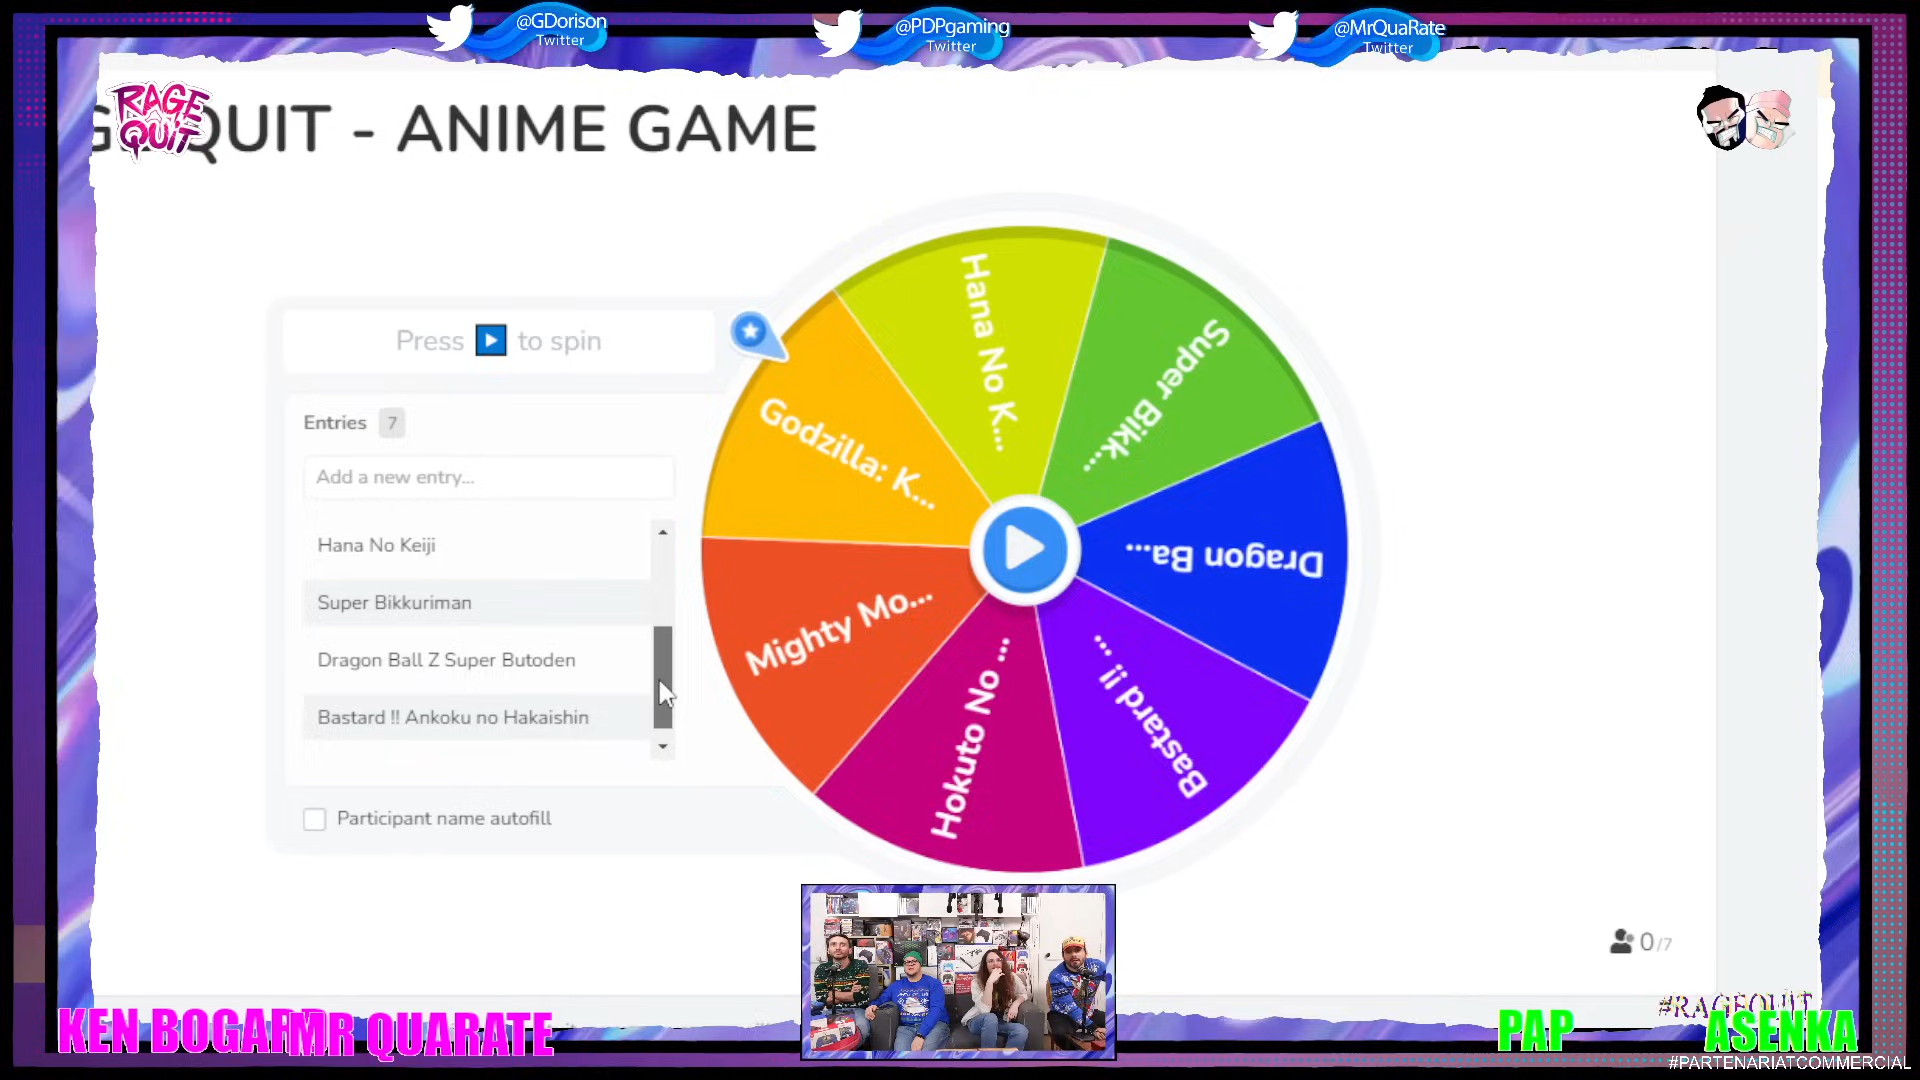 @GDorison
Twitter
@PDPgaming
Twitter
@MrQuaRate
Twitter
RAGE
QUIT
QUIT - ANIME GAME
Press to spin
Entries 7
Add a new entry...
Hana No Keiji
Super Bikkuriman
Dragon Ball Z Super Butoden
Bastard !! Ankoku no Hakaishin
Participant name autofill
Hana No K...
Super Bikk...
Dragon Ba...
Bastard !! ...
Hokuto No ...
Mighty Mo...
Godzilla: K...
0/7
KEN BOGAR
MR QUARATE
PAP
#RAGEQUIT
ASENKA
#PARTENARIATCOMMERCIAL